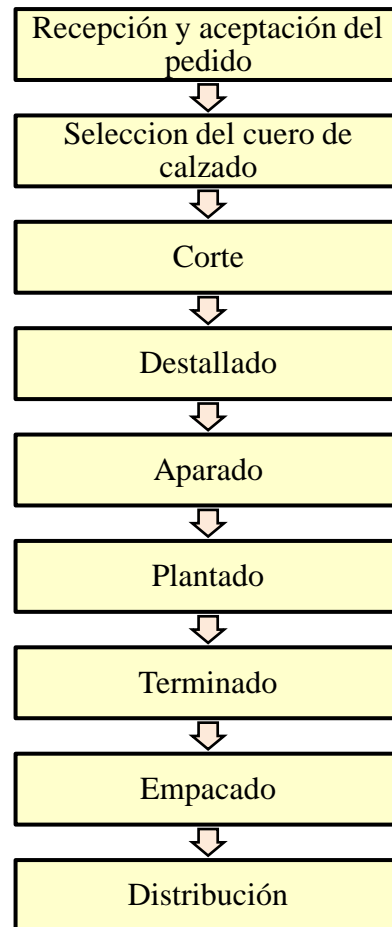 Recepción y aceptación del
pedido
Seleccion del cuero de
calzado
Corte
Destallado
Aparado
Plantado
Terminado
Empacado
Distribución